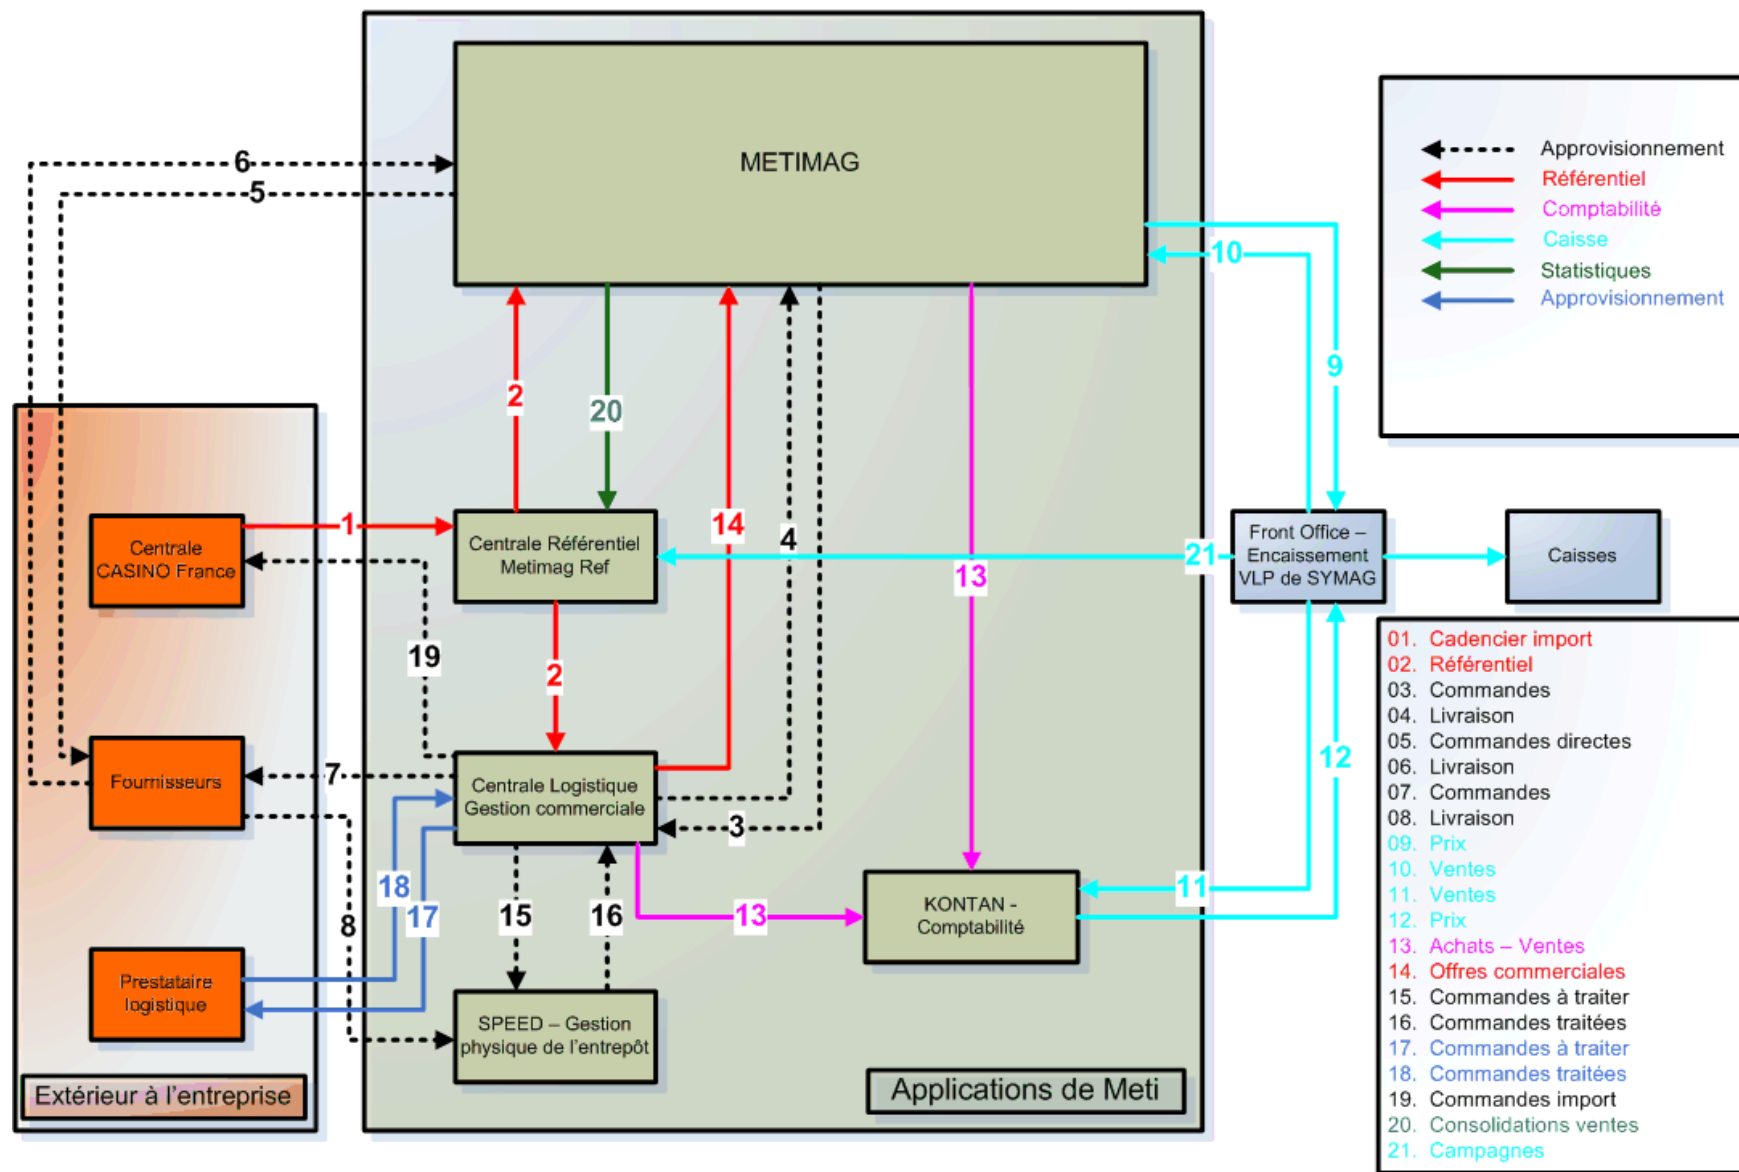 METIMAG
6
5
10
9
2
20
14
4
13
1
21
19
2
12
7
3
18
17
15
16
13
11
8
Approvisionnement
Référentiel
Comptabilité
Caisse
Statistiques
Approvisionnement
Centrale
CASINO France
Centrale Référentiel
Metimag Ref
Front Office –
Encaissement
VLP de SYMAG
Caisses
Fournisseurs
Centrale Logistique
Gestion commerciale
KONTAN -
Comptabilité
Prestataire
logistique
SPEED – Gestion
physique de l'entrepôt
Extérieur à l'entreprise
Applications de Meti
01. Cadencier import
02. Référentiel
03. Commandes
04. Livraison
05. Commandes directes
06. Livraison
07. Commandes
08. Livraison
09. Prix
10. Ventes
11. Ventes
12. Prix
13. Achats – Ventes
14. Offres commerciales
15. Commandes à traiter
16. Commandes traitées
17. Commandes à traiter
18. Commandes traitées
19. Commandes import
20. Consolidations ventes
21. Campagnes